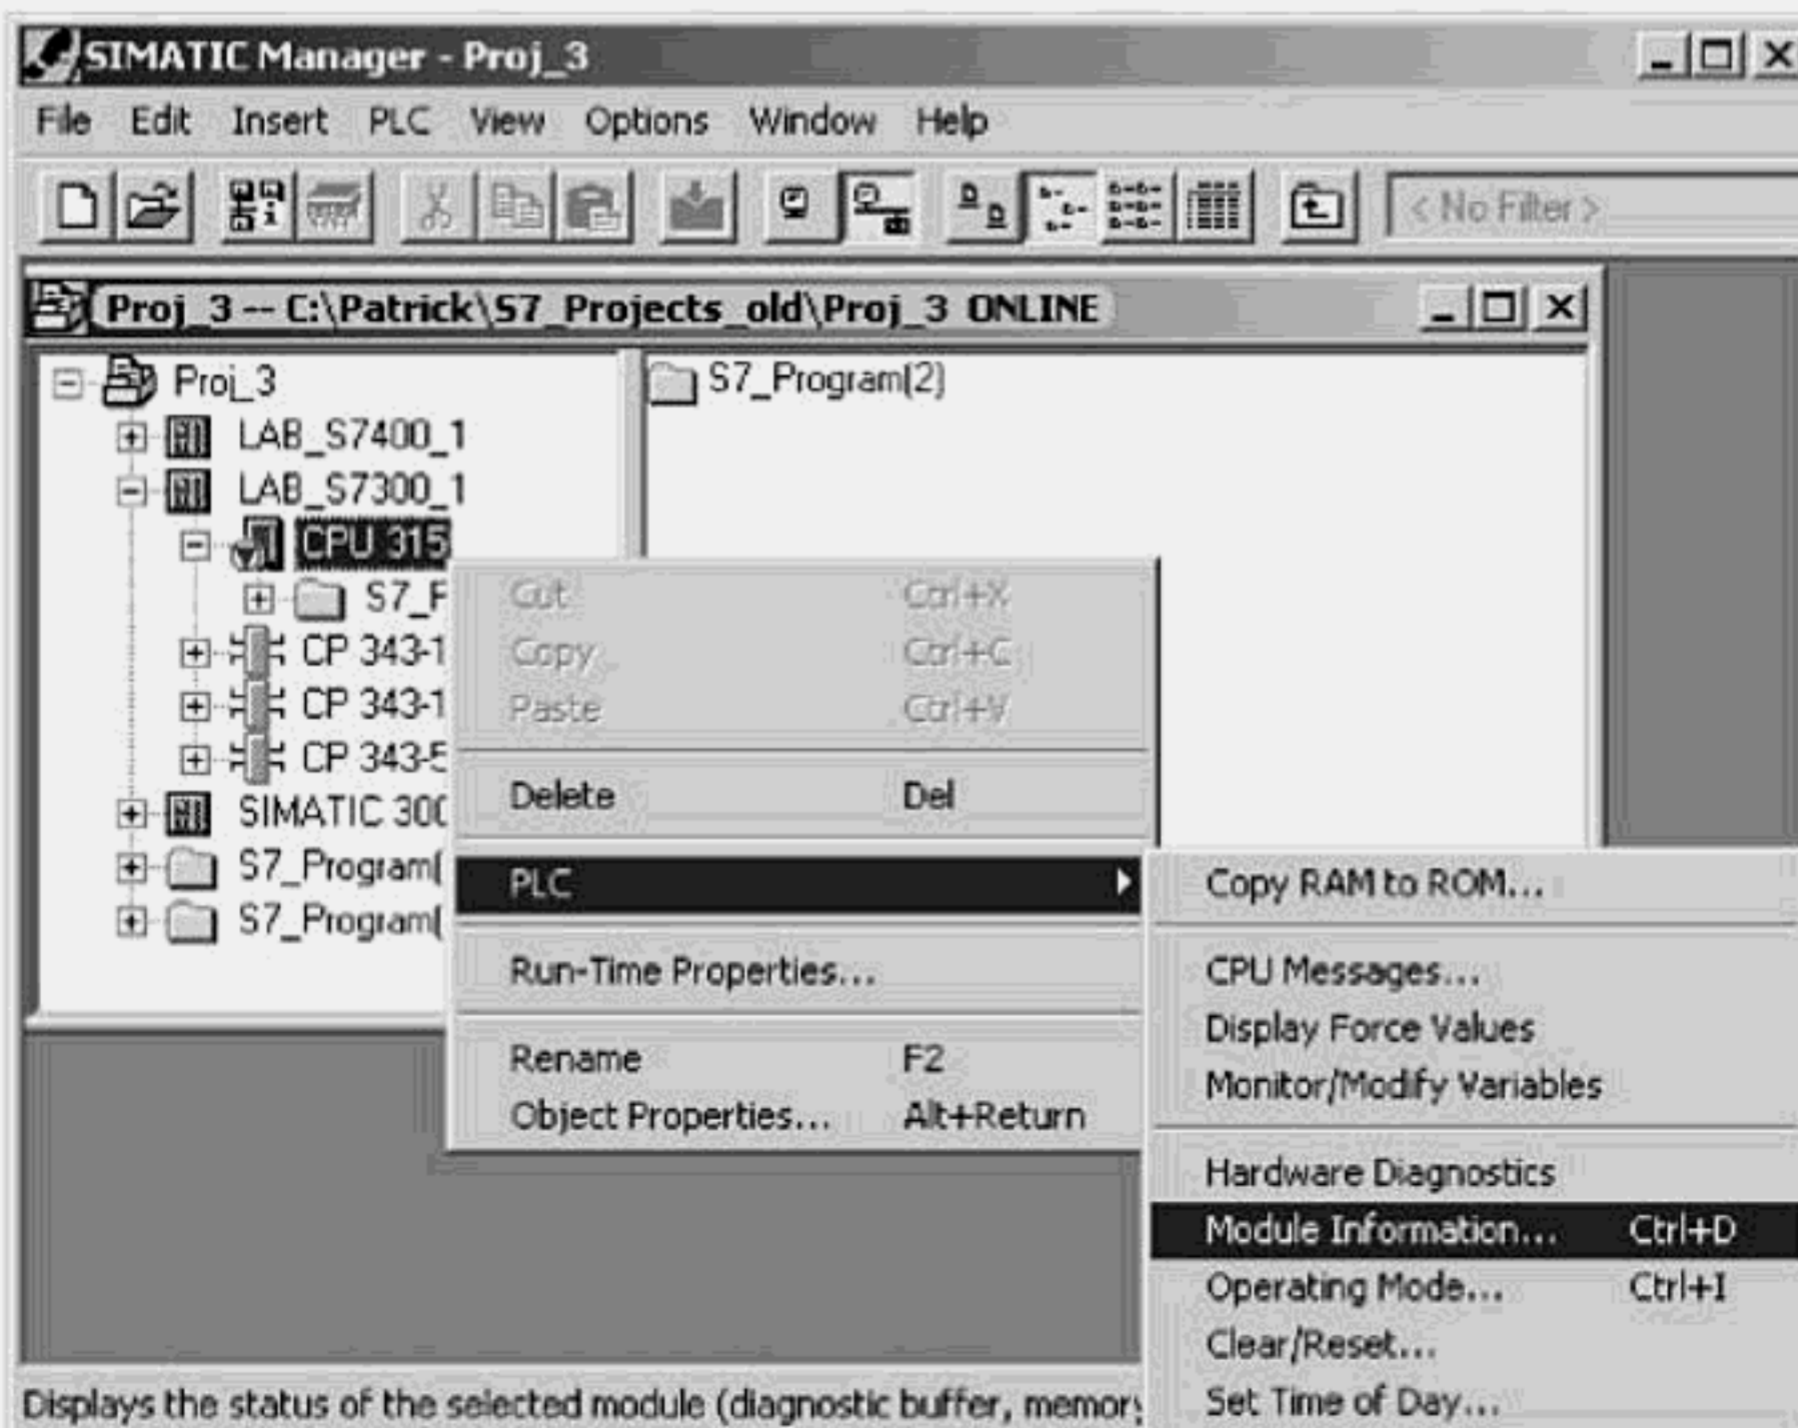 SIMATIC Manager - Proj_3
File Edit Insert PLC View Options Window Help
< No Filter >
Proj_3 -- C:\Patrick\S7_Projects_old\Proj_3 ONLINE
Proj_3
S7_Program(2)
LAB_S7400_1
LAB_S7300_1
CPU 315
S7_P
CP 343-1
CP 343-1
CP 343-5
SIMATIC 300
S7_Program(
S7_Program(
Cut Ctrl+X
Copy Ctrl+C
Paste Ctrl+V
Delete Del
PLC
Run-Time Properties...
Rename F2
Object Properties... Alt+Return
Copy RAM to ROM...
CPU Messages...
Display Force Values
Monitor/Modify Variables
Hardware Diagnostics
Module Information... Ctrl+D
Operating Mode... Ctrl+I
Clear/Reset...
Set Time of Day...
Displays the status of the selected module (diagnostic buffer, memory